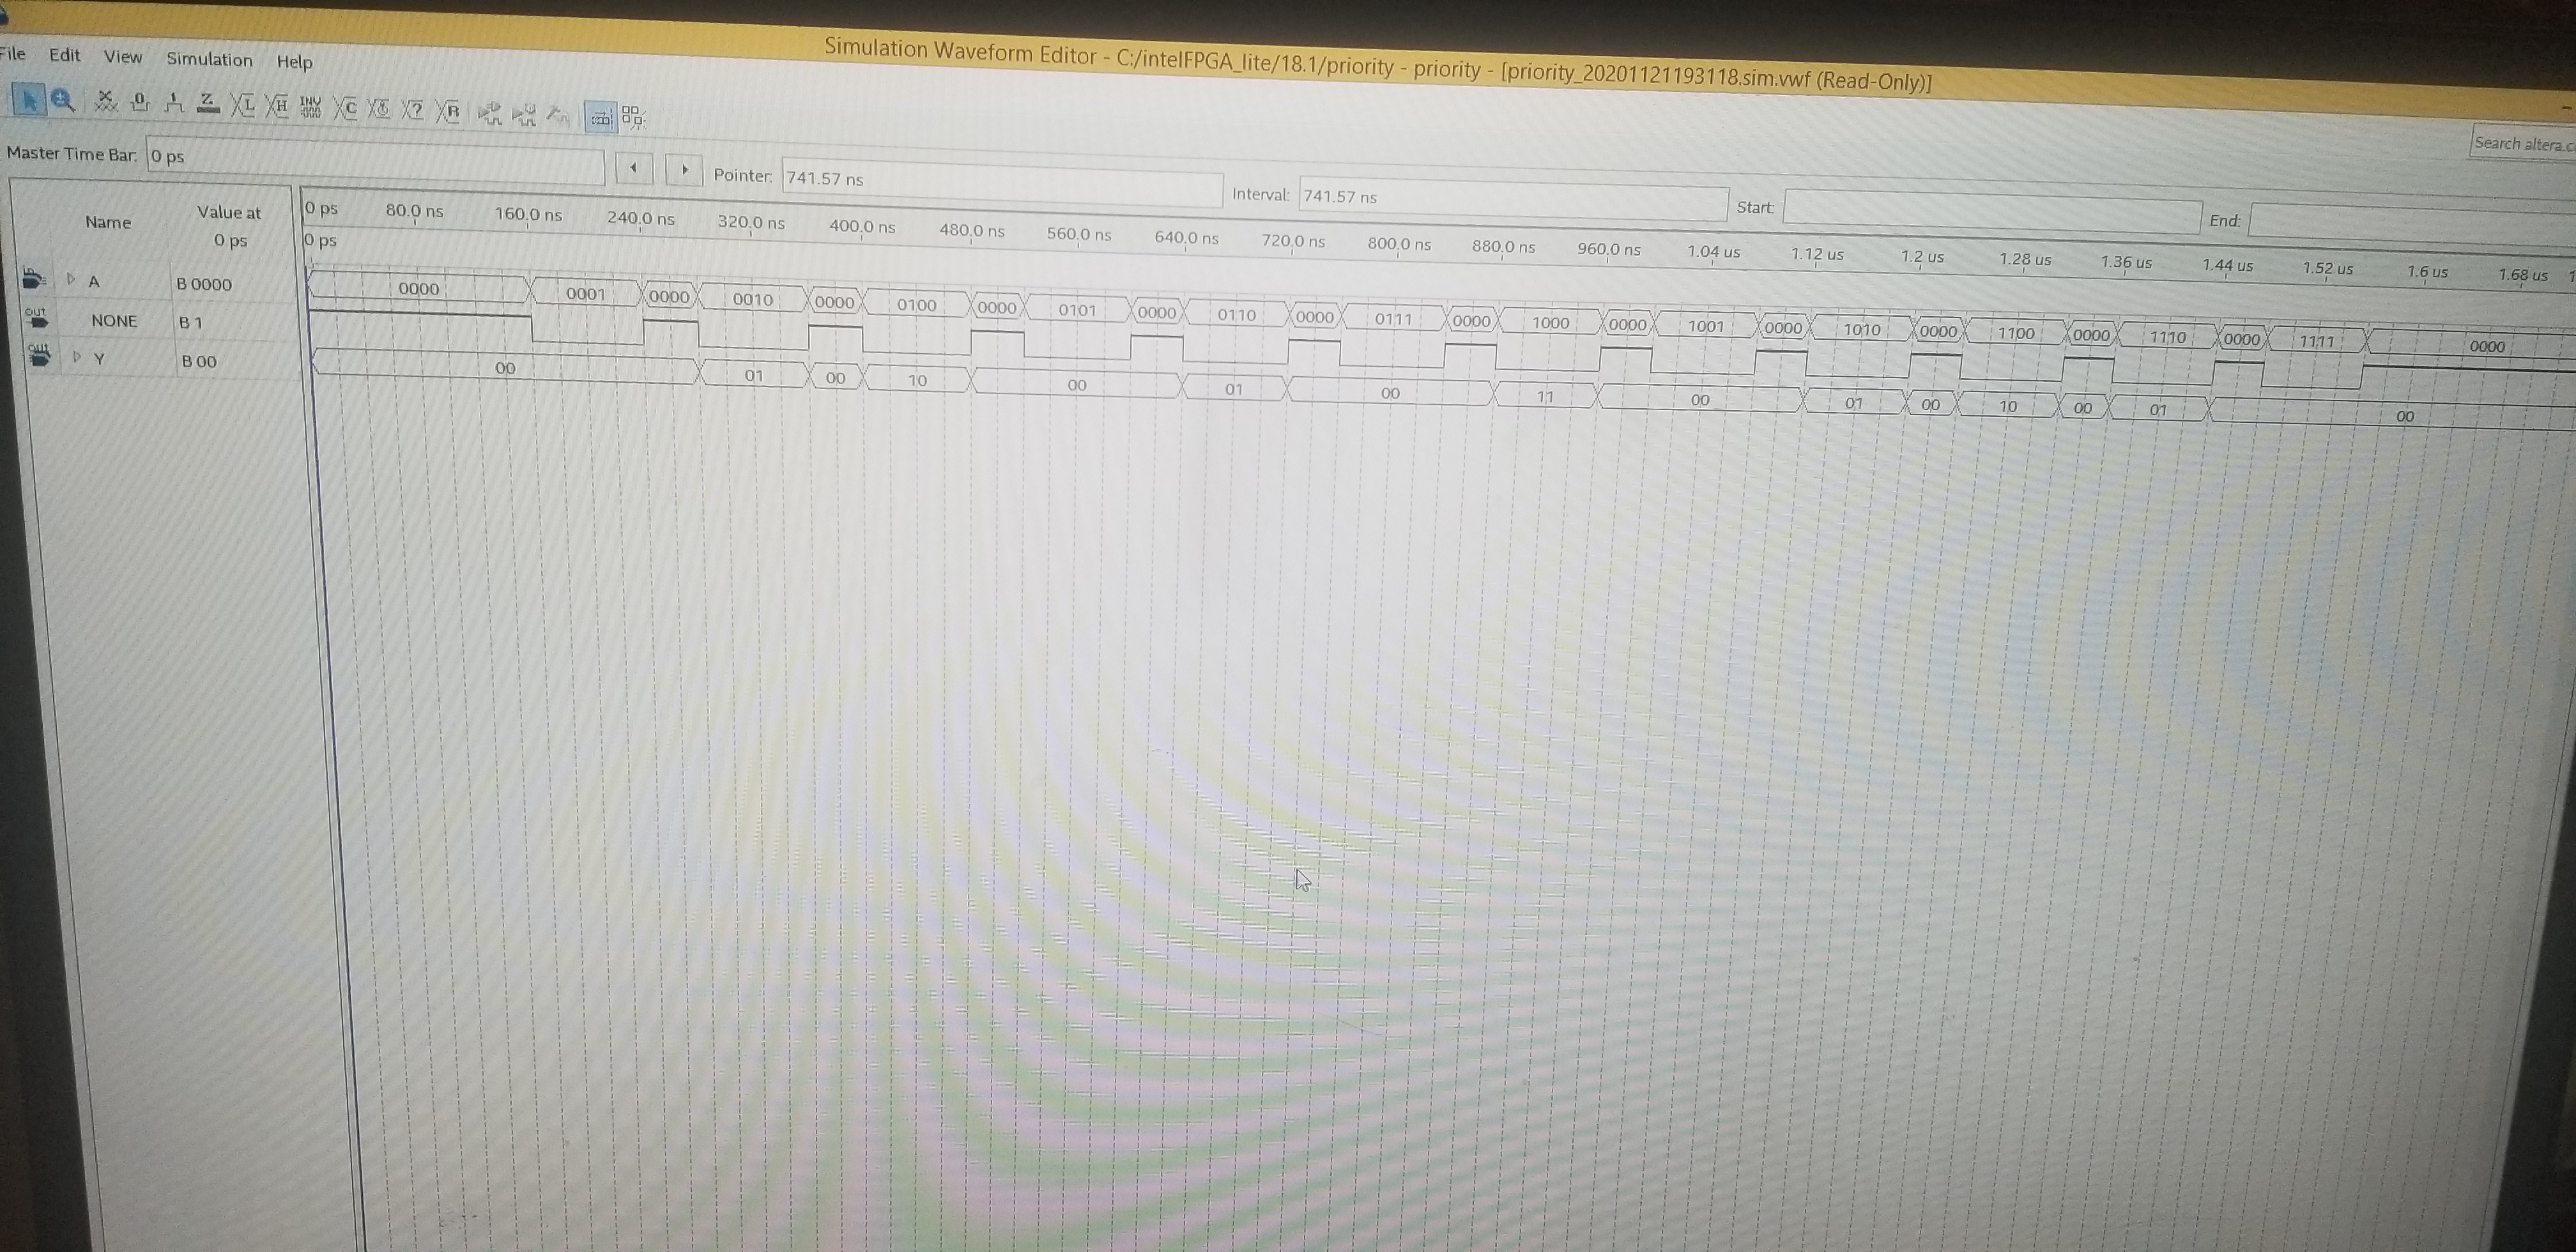 Simulation Waveform Editor - C:/intelFPGA_lite/18.1/priority - priority - [priority_20201121193118.sim.vwf (Read-Only)]
File Edit View Simulation Help
Search altera.c
Master Time Bar: 0 ps Pointer: 741.57 ns Interval: 741.57 ns Start: End:
Name Value at 0 ps
0 ps 80.0 ns 160.0 ns 240.0 ns 320.0 ns 400.0 ns 480.0 ns 560.0 ns 640.0 ns 720.0 ns 800.0 ns 880.0 ns 960.0 ns 1.04 us 1.12 us 1.2 us 1.28 us 1.36 us 1.44 us 1.52 us 1.6 us 1.68 us
0 ps
A B 0000 0000 0001 0000 0010 0000 0100 0000 0101 0000 0110 0000 0111 0000 1000 0000 1001 0000 1010 0000 1100 0000 1110 0000 1111 0000
out NONE B 1
out Y B 00 00 01 00 10 00 01 00 11 00 01 00 10 00 01 00